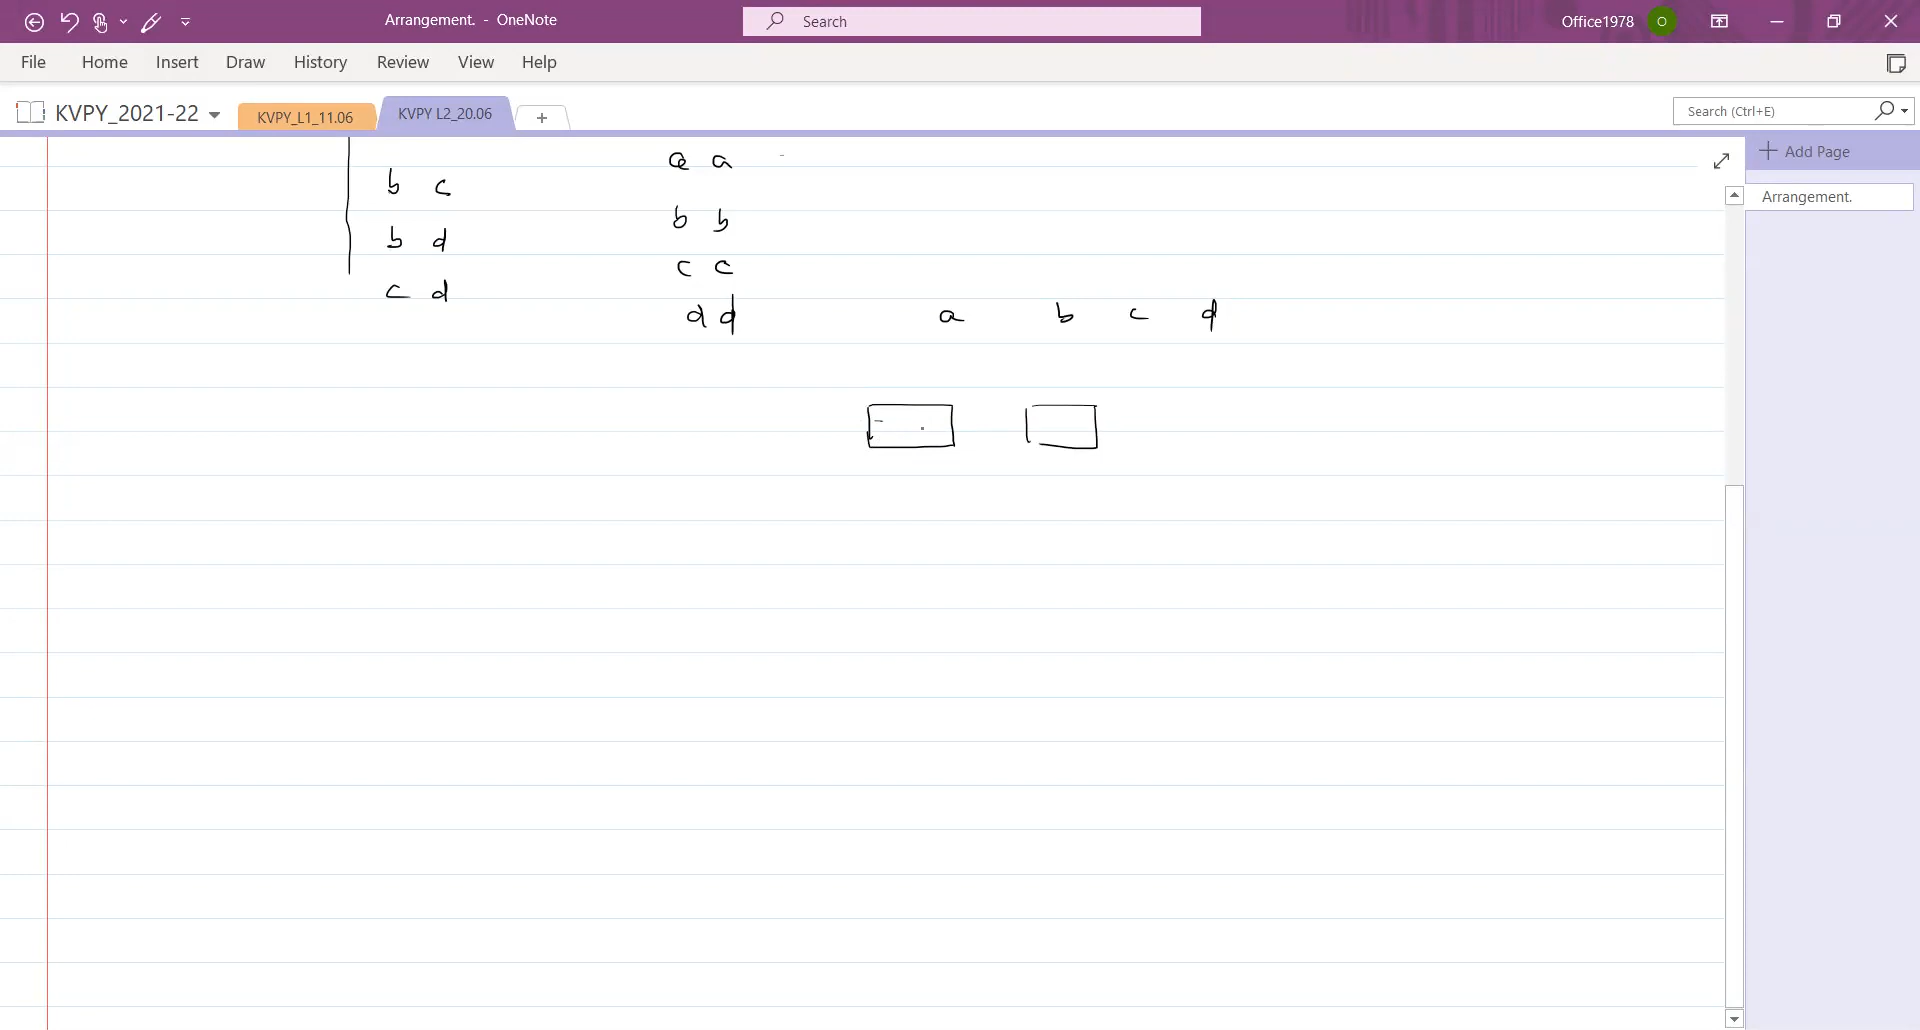 Arrangement. - OneNote
Search
Office1978
O
File Home Insert Draw History Review View Help
KVPY_2021-22
KVPY_L1_11.06
KVPY L2_20.06
+
Search (Ctrl+E)
Add Page
Arrangement.
a a
b c
b b
b d
c c
c d
d d
a b c d